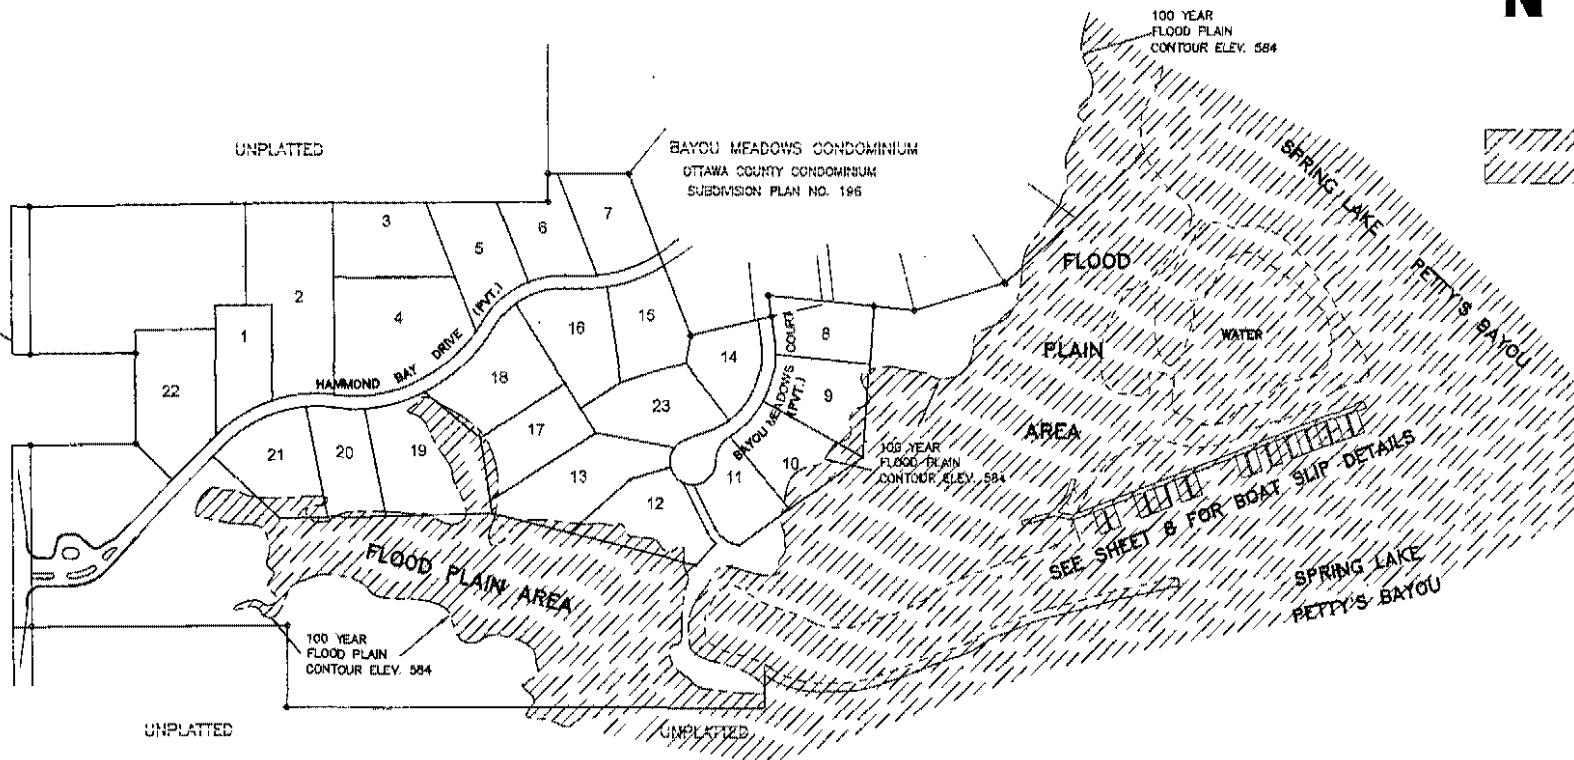 N
100 YEAR
FLOOD PLAIN
CONTOUR ELEV. 584
UNPLATTED
BAYOU MEADOWS CONDOMINIUM
OTTAWA COUNTY CONDOMINIUM
SUBDIVISION PLAN NO. 196
SPRING LAKE
PETTY'S BAYOU
3
5
6
7
2
4
1
22
HAMMOND BAY DRIVE (PVT.)
16
15
14
8
BAYOU MEADOWS COURT
(PVT.)
9
FLOOD
PLAIN
AREA
WATER
18
23
17
21
20
19
13
12
11
10
100 YEAR
FLOOD PLAIN
CONTOUR ELEV. 584
SEE SHEET 8 FOR BOAT SLIP DETAILS
SPRING LAKE
PETTY'S BAYOU
FLOOD PLAIN AREA
100 YEAR
FLOOD PLAIN
CONTOUR ELEV. 584
UNPLATTED
UNPLATTED